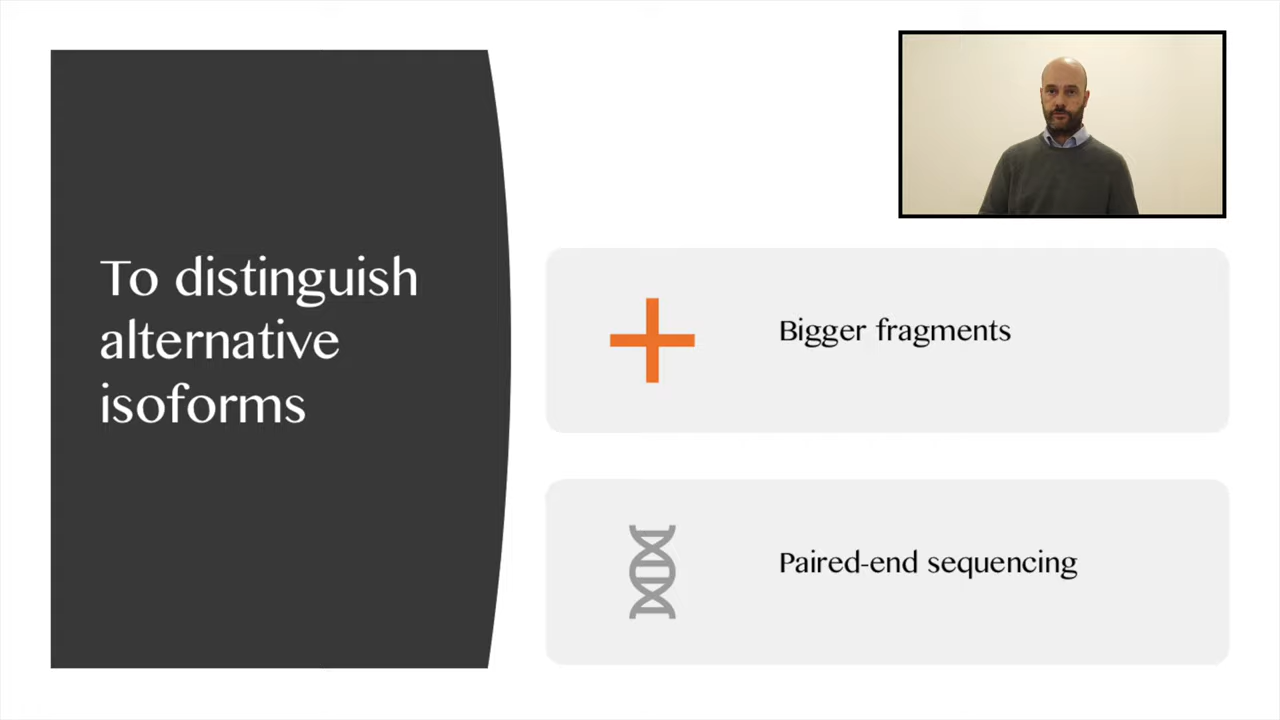 To distinguish
alternative
isoforms
Bigger fragments
Paired-end sequencing